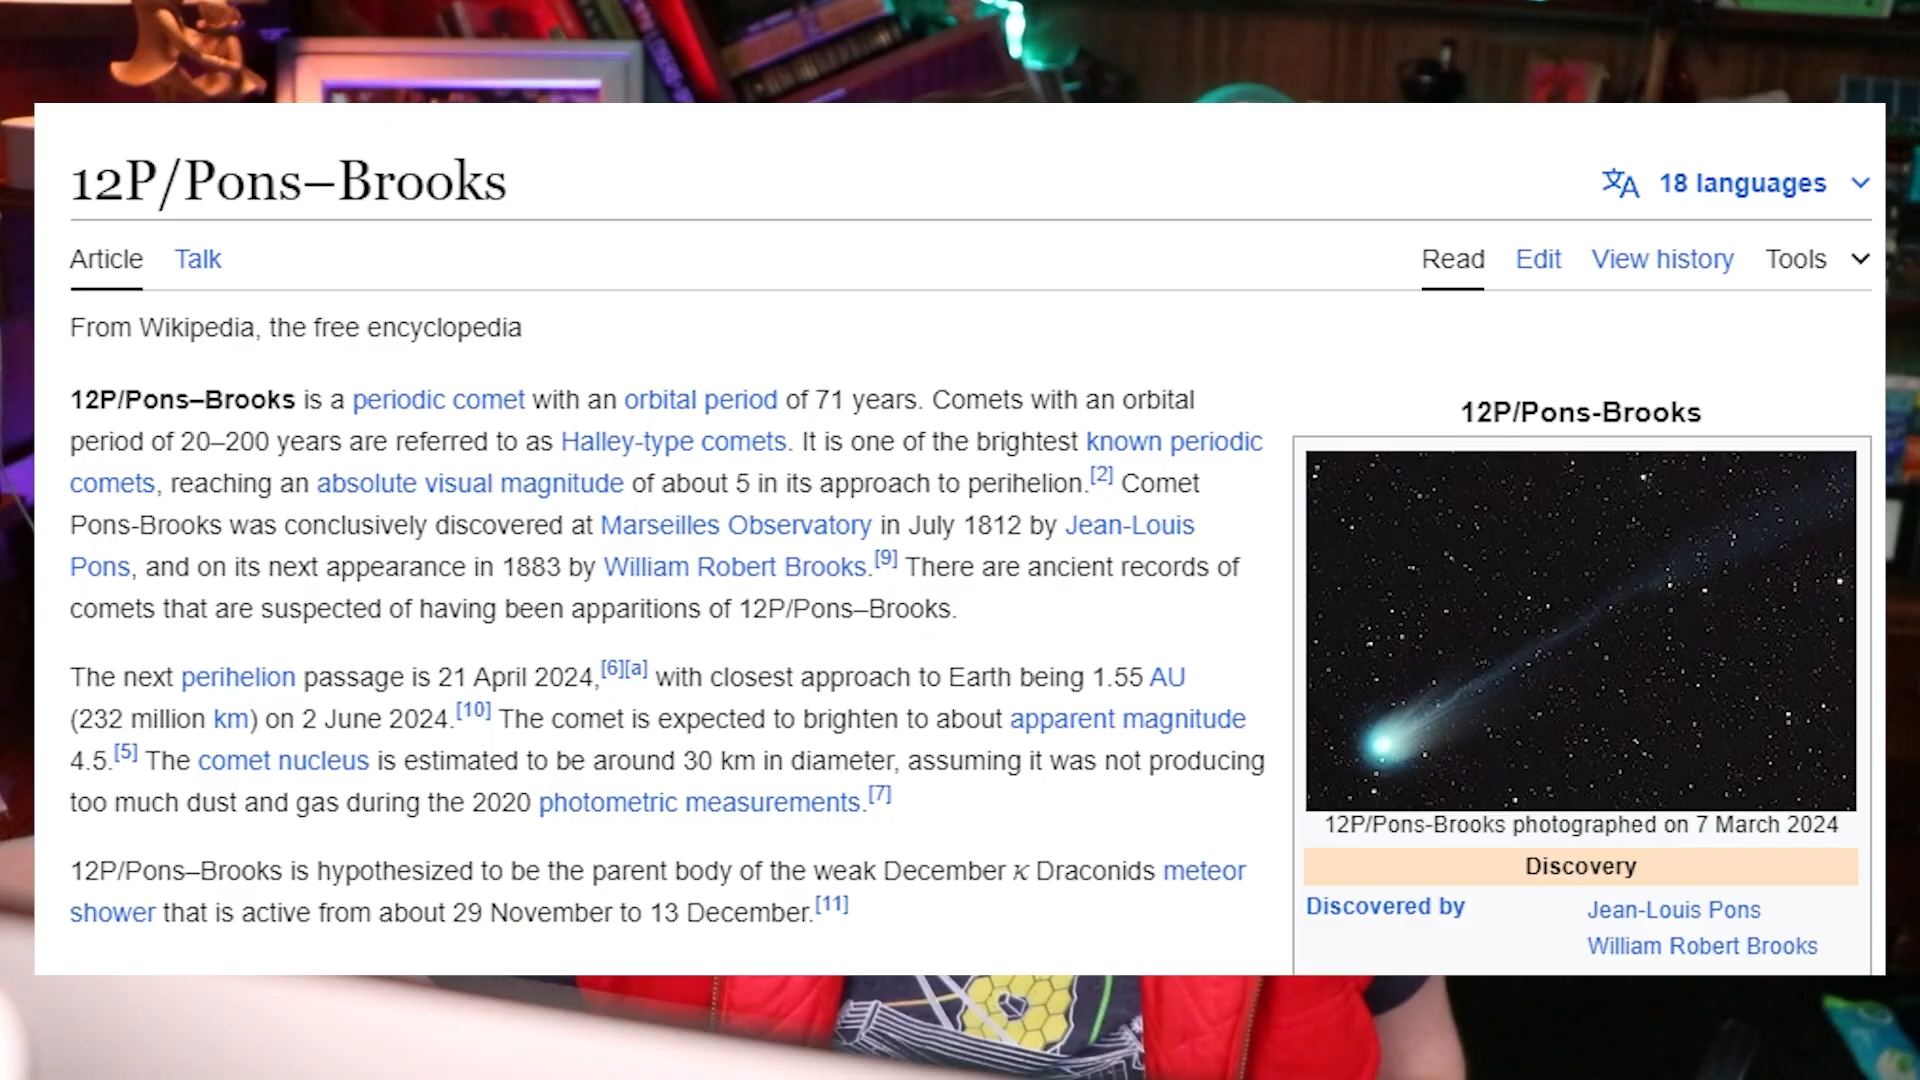 12P/Pons–Brooks
18 languages
Article Talk
Read Edit View history Tools
From Wikipedia, the free encyclopedia
12P/Pons–Brooks is a periodic comet with an orbital period of 71 years. Comets with an orbital
period of 20–200 years are referred to as Halley-type comets. It is one of the brightest known periodic
comets, reaching an absolute visual magnitude of about 5 in its approach to perihelion.[2] Comet
Pons-Brooks was conclusively discovered at Marseilles Observatory in July 1812 by Jean-Louis
Pons, and on its next appearance in 1883 by William Robert Brooks.[9] There are ancient records of
comets that are suspected of having been apparitions of 12P/Pons–Brooks.
The next perihelion passage is 21 April 2024,[6][a] with closest approach to Earth being 1.55 AU
(232 million km) on 2 June 2024.[10] The comet is expected to brighten to about apparent magnitude
4.5.[5] The comet nucleus is estimated to be around 30 km in diameter, assuming it was not producing
too much dust and gas during the 2020 photometric measurements.[7]
12P/Pons–Brooks is hypothesized to be the parent body of the weak December κ Draconids meteor
shower that is active from about 29 November to 13 December.[11]
12P/Pons-Brooks
12P/Pons-Brooks photographed on 7 March 2024
Discovery
Discovered by Jean-Louis Pons
William Robert Brooks